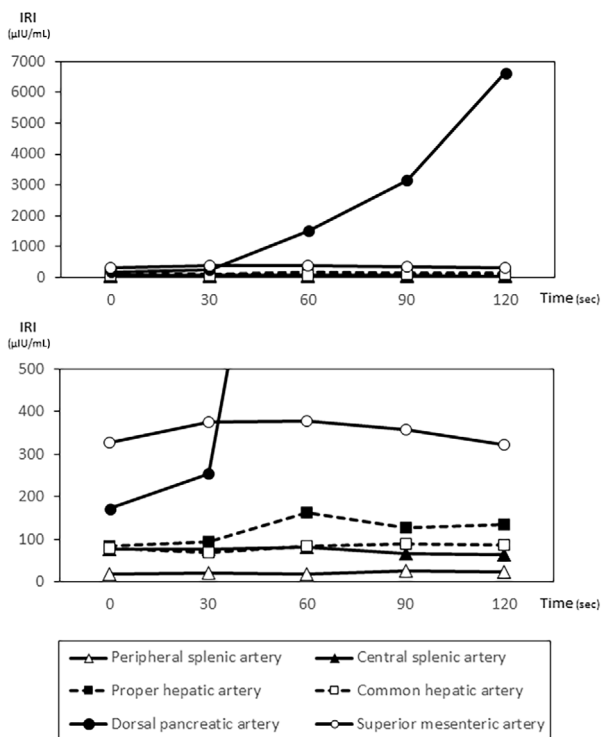 IRI
(μIU/mL)
7000
6000
5000
4000
3000
2000
1000
0
0 30 60 90 120 Time (sec)
IRI
(μIU/mL)
500
400
300
200
100
0
0 30 60 90 120 Time (sec)
Peripheral splenic artery Central splenic artery
Proper hepatic artery Common hepatic artery
Dorsal pancreatic artery Superior mesenteric artery